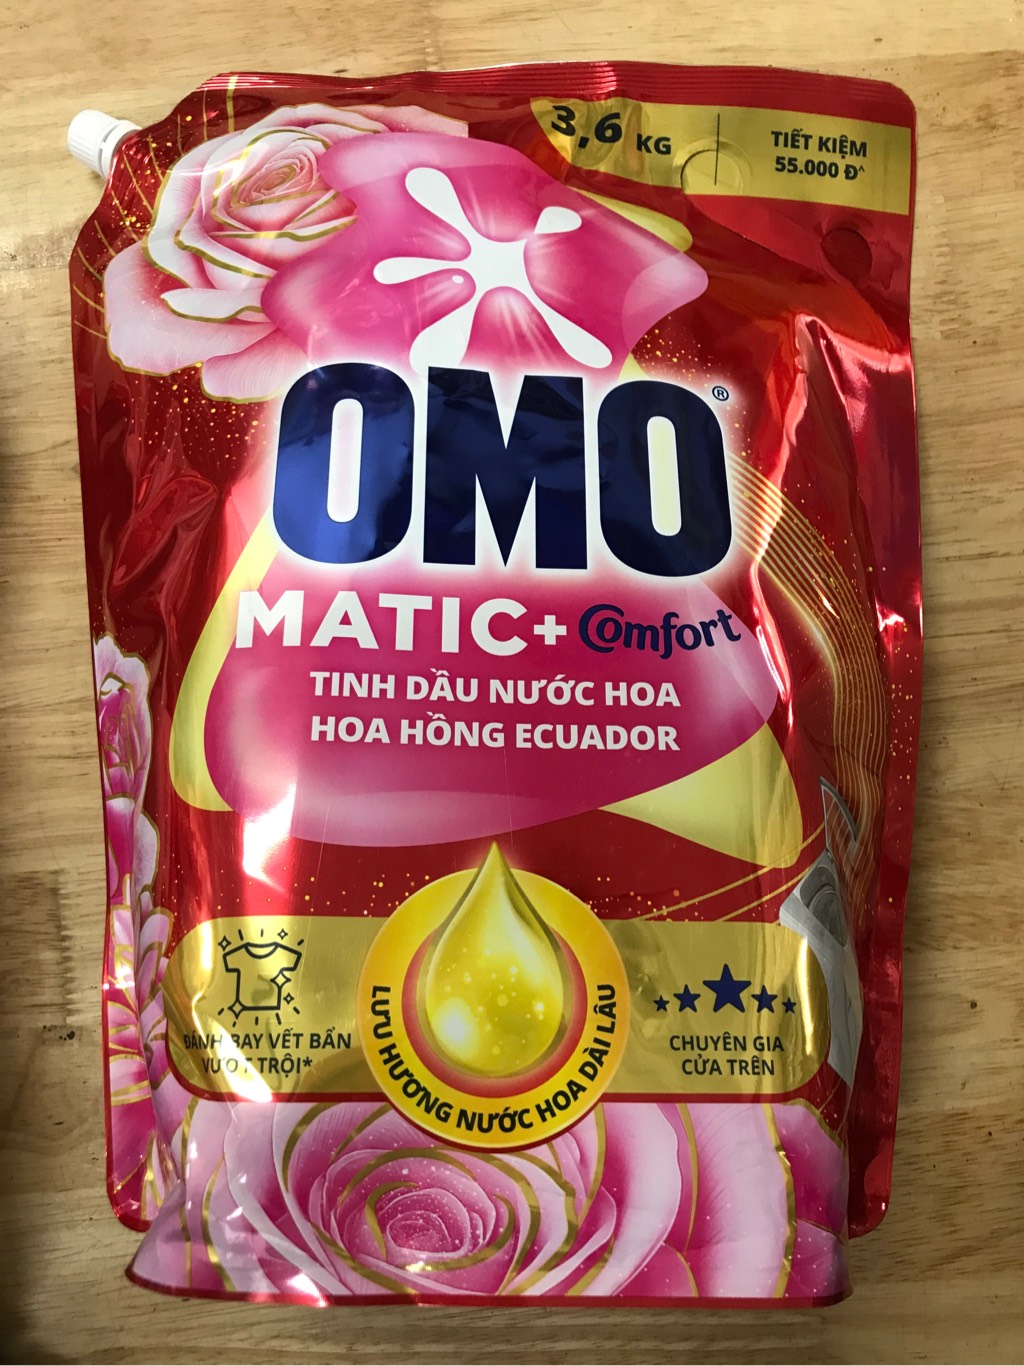 3,6 KG
TIẾT KIỆM
55.000 Đ^
OMO®
MATIC+ Comfort
TINH DẦU NƯỚC HOA
HOA HỒNG ECUADOR
ĐÁNH BAY VẾT BẨN
VƯỢT TRỘI*
LƯU HƯƠNG NƯỚC HOA DÀI LÂU
CHUYÊN GIA
CỬA TRÊN